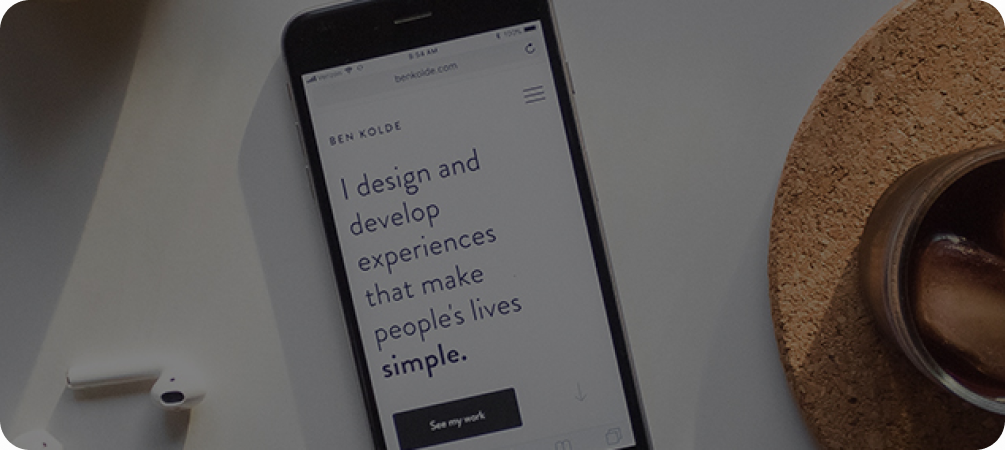 Verizon 9:54 AM 100%
benkolde.com
BEN KOLDE
I design and
develop
experiences
that make
people's lives
simple.
See my work